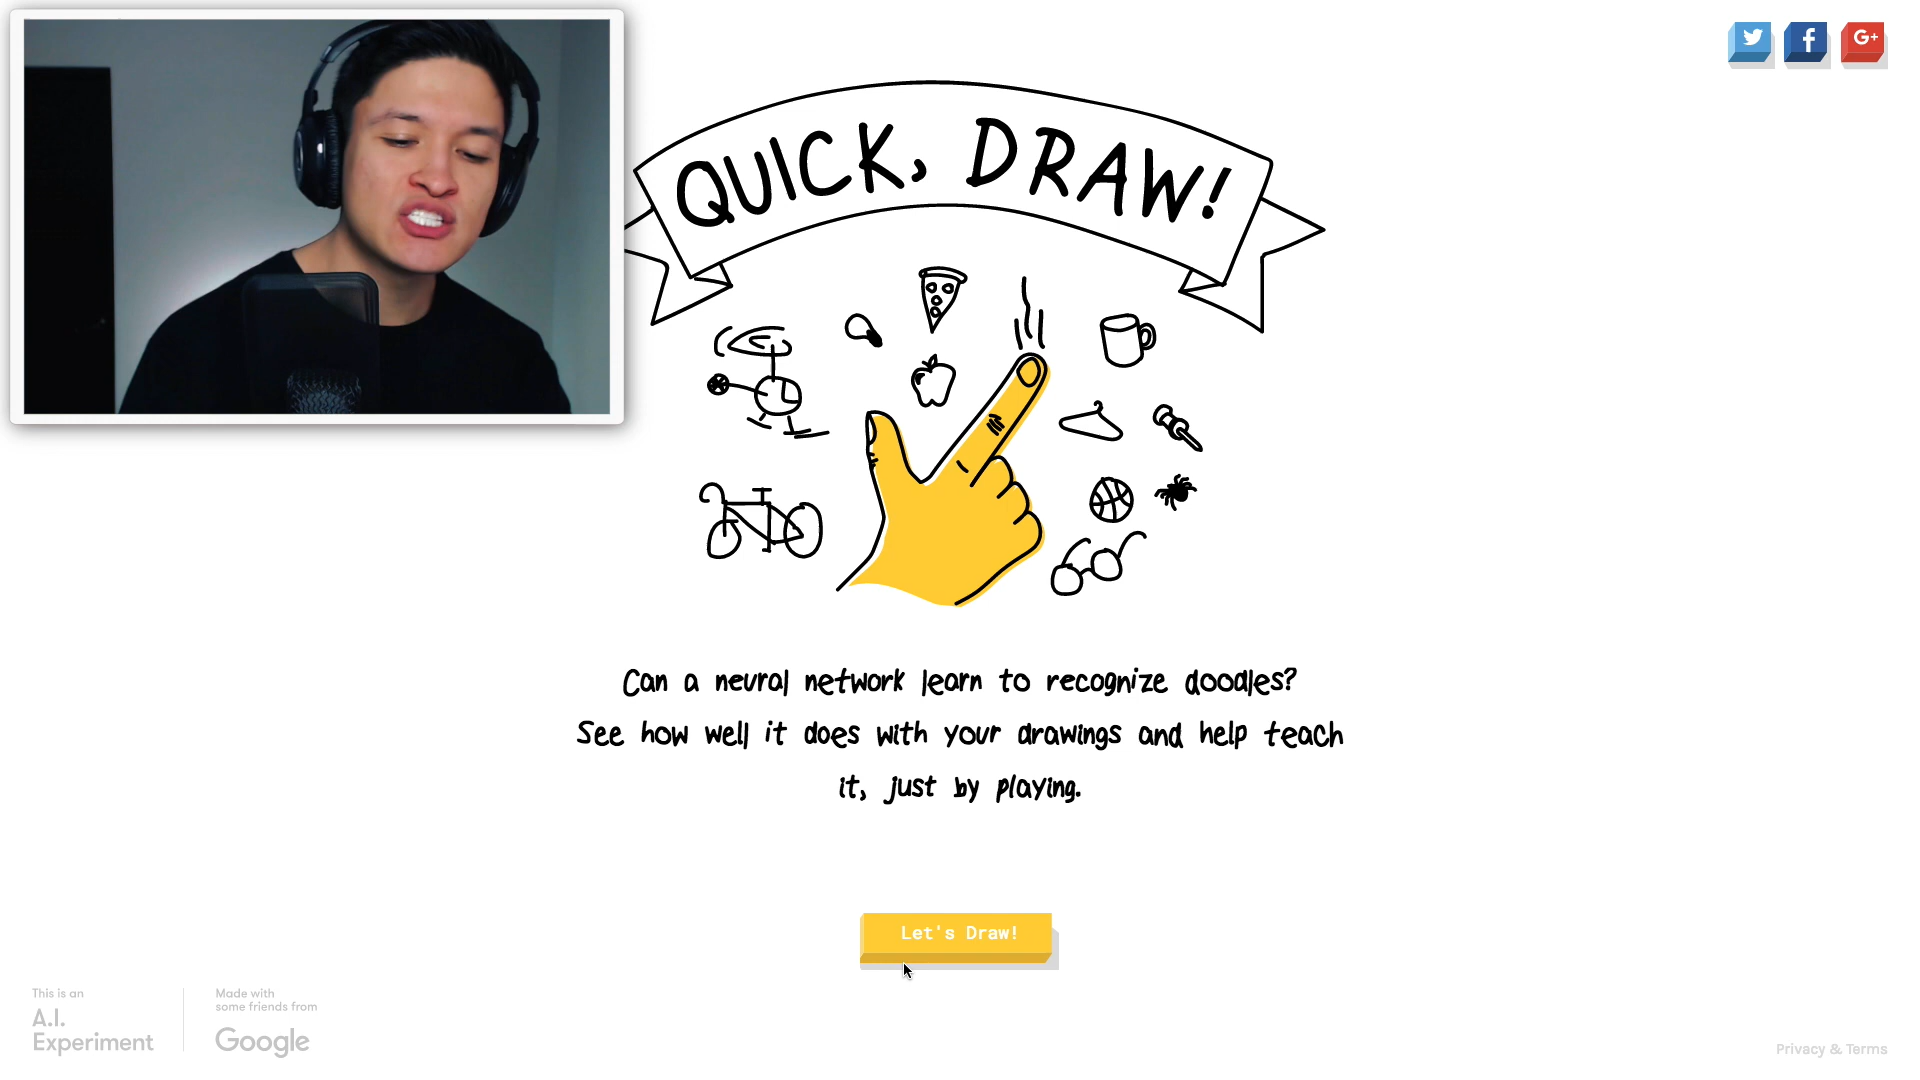 QUICK, DRAW!
Can a neural network learn to recognize doodles?
See how well it does with your drawings and help teach
it, just by playing.
Let's Draw!
This is an
A.I.
Experiment
Made with
some friends from
Google
Privacy & Terms
G+